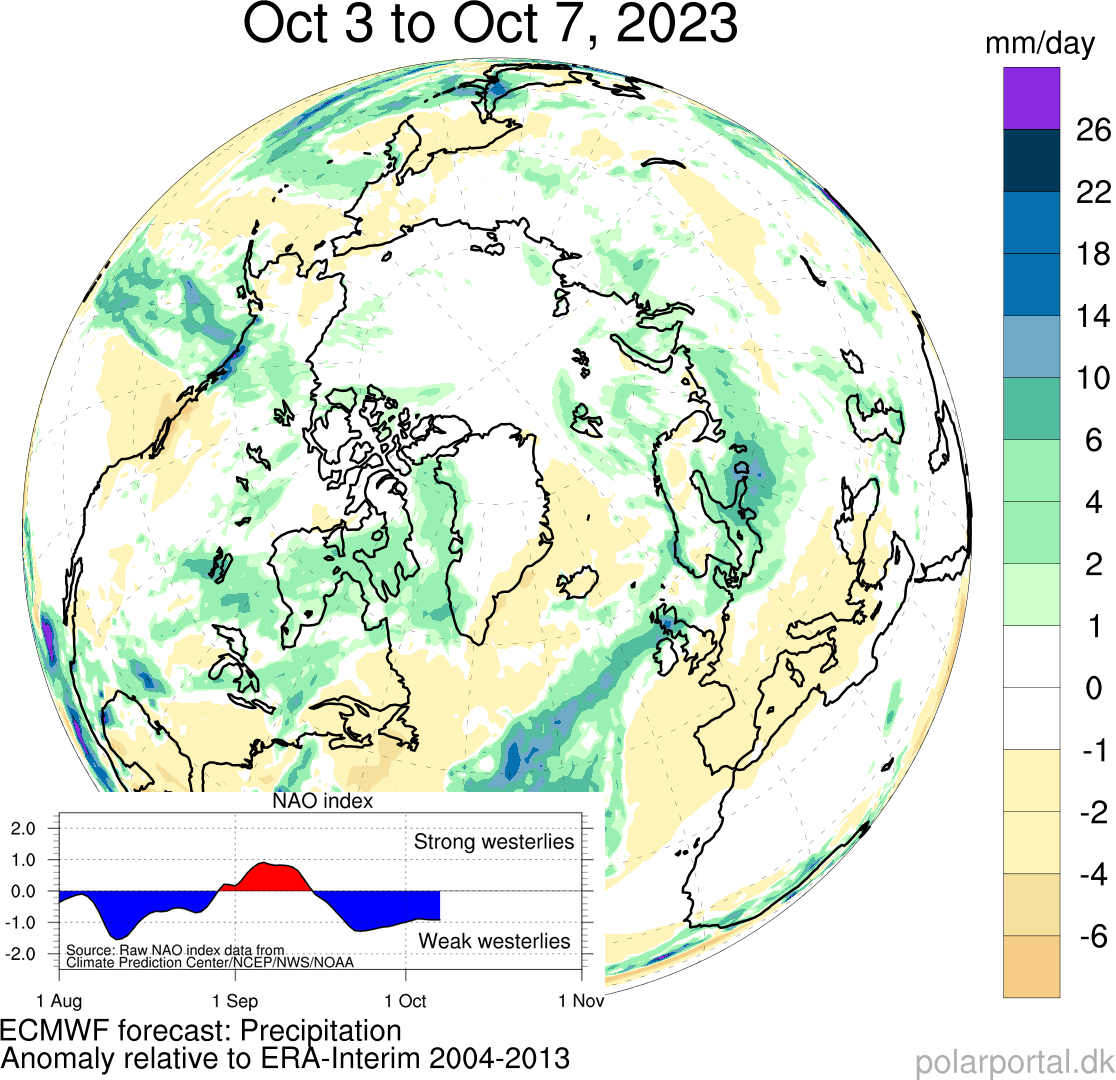 Oct 3 to Oct 7, 2023
mm/day
26
22
18
14
10
6
4
2
1
0
-1
-2
-4
-6
NAO index
2.0
1.0
0.0
-1.0
-2.0
Strong westerlies
Weak westerlies
Source: Raw NAO index data from
Climate Prediction Center/NCEP/NWS/NOAA
1 Aug
1 Sep
1 Oct
1 Nov
ECMWF forecast: Precipitation
Anomaly relative to ERA-Interim 2004-2013
polarportal.dk